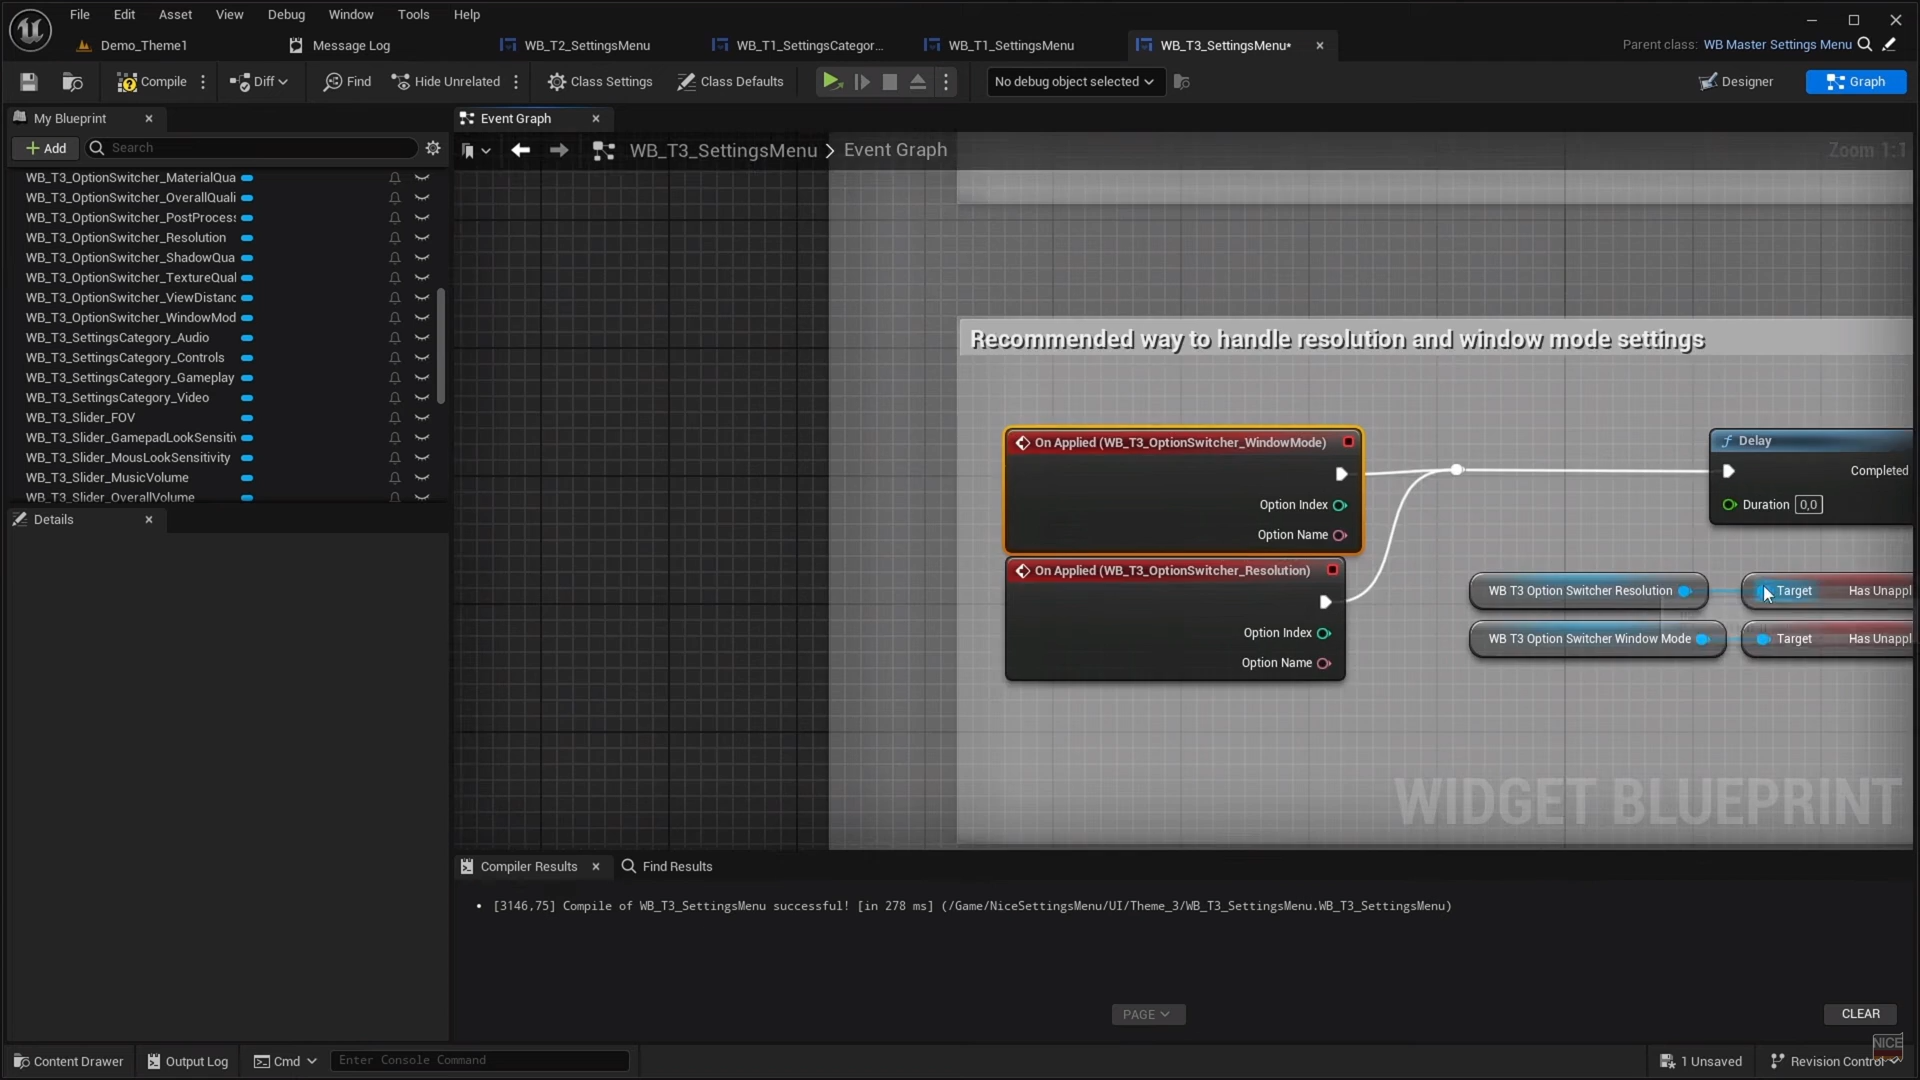 File Edit Asset View Debug Window Tools Help
Demo_Theme1 Message Log WB_T2_SettingsMenu WB_T1_SettingsCategor... WB_T1_SettingsMenu WB_T3_SettingsMenu* Parent class: WB Master Settings Menu
Compile Diff Find Hide Unrelated Class Settings Class Defaults No debug object selected Designer Graph
My Blueprint Event Graph
Add Search WB_T3_SettingsMenu > Event Graph Zoom 1:1
WB_T3_OptionSwitcher_MaterialQua
WB_T3_OptionSwitcher_OverallQuali
WB_T3_OptionSwitcher_PostProcess
WB_T3_OptionSwitcher_Resolution
WB_T3_OptionSwitcher_ShadowQua
WB_T3_OptionSwitcher_TextureQual
WB_T3_OptionSwitcher_ViewDistanc
WB_T3_OptionSwitcher_WindowMod
WB_T3_SettingsCategory_Audio
WB_T3_SettingsCategory_Controls
WB_T3_SettingsCategory_Gameplay
WB_T3_SettingsCategory_Video
WB_T3_Slider_FOV
WB_T3_Slider_GamepadLookSensitiv
WB_T3_Slider_MousLookSensitivity
WB_T3_Slider_MusicVolume
WB_T3_Slider_OverallVolume
Details
Recommended way to handle resolution and window mode settings
On Applied (WB_T3_OptionSwitcher_WindowMode)
Option Index
Option Name
On Applied (WB_T3_OptionSwitcher_Resolution)
Option Index
Option Name
Delay
Completed
Duration 0,0
WB T3 Option Switcher Resolution Target Has Unappl
WB T3 Option Switcher Window Mode Target Has Unappl
WIDGET BLUEPRINT
Compiler Results Find Results
• [3146,75] Compile of WB_T3_SettingsMenu successful! [in 278 ms] (/Game/NiceSettingsMenu/UI/Theme_3/WB_T3_SettingsMenu.WB_T3_SettingsMenu)
PAGE CLEAR
NICE
Content Drawer Output Log Cmd Enter Console Command 1 Unsaved Revision Control